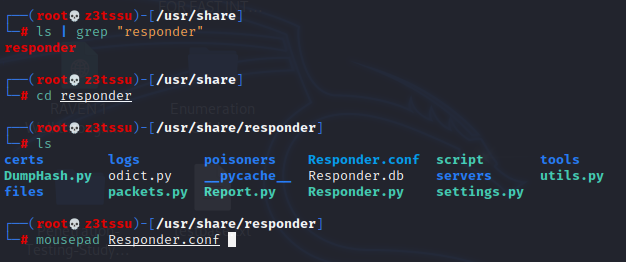 ┌──(root💀z3tssu)-[/usr/share]
└─# ls | grep "responder"
responder
┌──(root💀z3tssu)-[/usr/share]
└─# cd responder
┌──(root💀z3tssu)-[/usr/share/responder]
└─# ls
certs logs poisoners Responder.conf script tools
DumpHash.py odict.py __pycache__ Responder.db servers utils.py
files packets.py Report.py Responder.py settings.py
┌──(root💀z3tssu)-[/usr/share/responder]
└─# mousepad Responder.conf
Enumeration